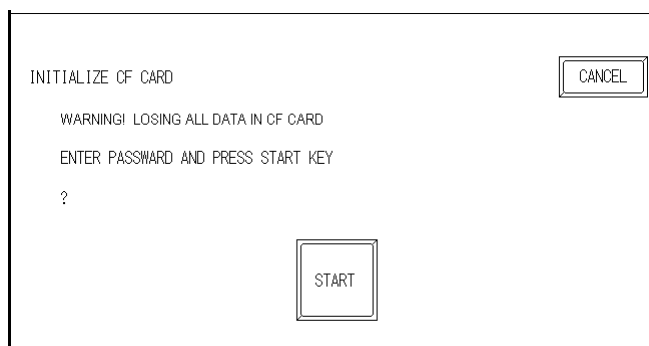 INITIALIZE CF CARD
CANCEL
WARNING! LOSING ALL DATA IN CF CARD
ENTER PASSWARD AND PRESS START KEY
?
START